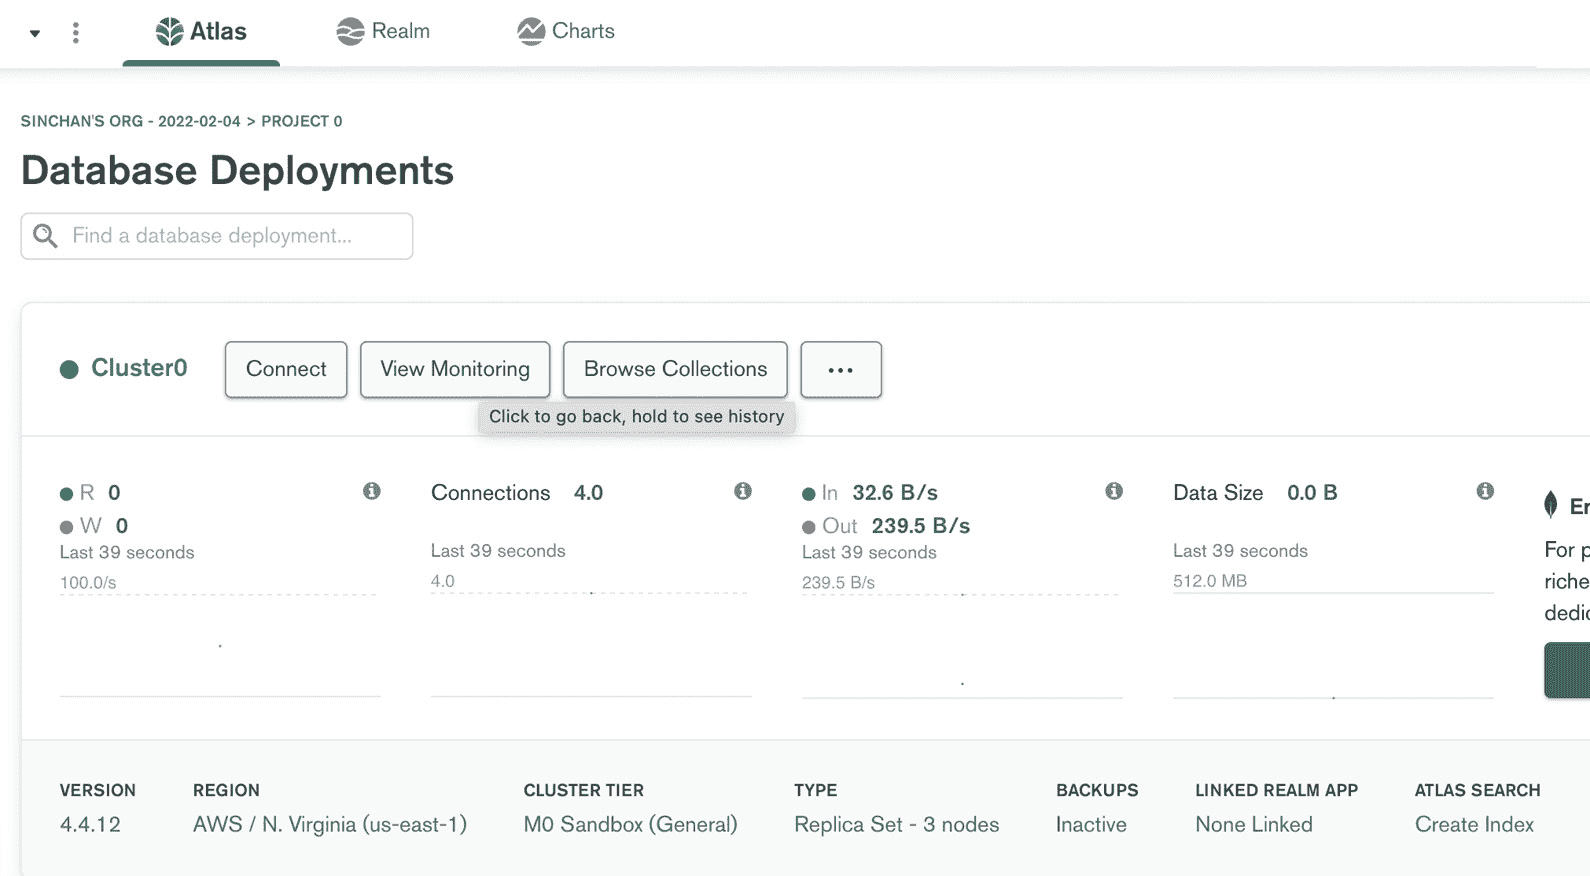 Atlas
Realm
Charts
SINCHAN'S ORG - 2022-02-04 > PROJECT 0
Database Deployments
Find a database deployment...
Cluster0
Connect
View Monitoring
Browse Collections
...
Click to go back, hold to see history
R 0
W 0
Last 39 seconds
100.0/s
Connections 4.0
Last 39 seconds
4.0
In 32.6 B/s
Out 239.5 B/s
Last 39 seconds
239.5 B/s
Data Size 0.0 B
Last 39 seconds
512.0 MB
For
riche
dedic
VERSION
4.4.12
REGION
AWS / N. Virginia (us-east-1)
CLUSTER TIER
M0 Sandbox (General)
TYPE
Replica Set - 3 nodes
BACKUPS
Inactive
LINKED REALM APP
None Linked
ATLAS SEARCH
Create Index